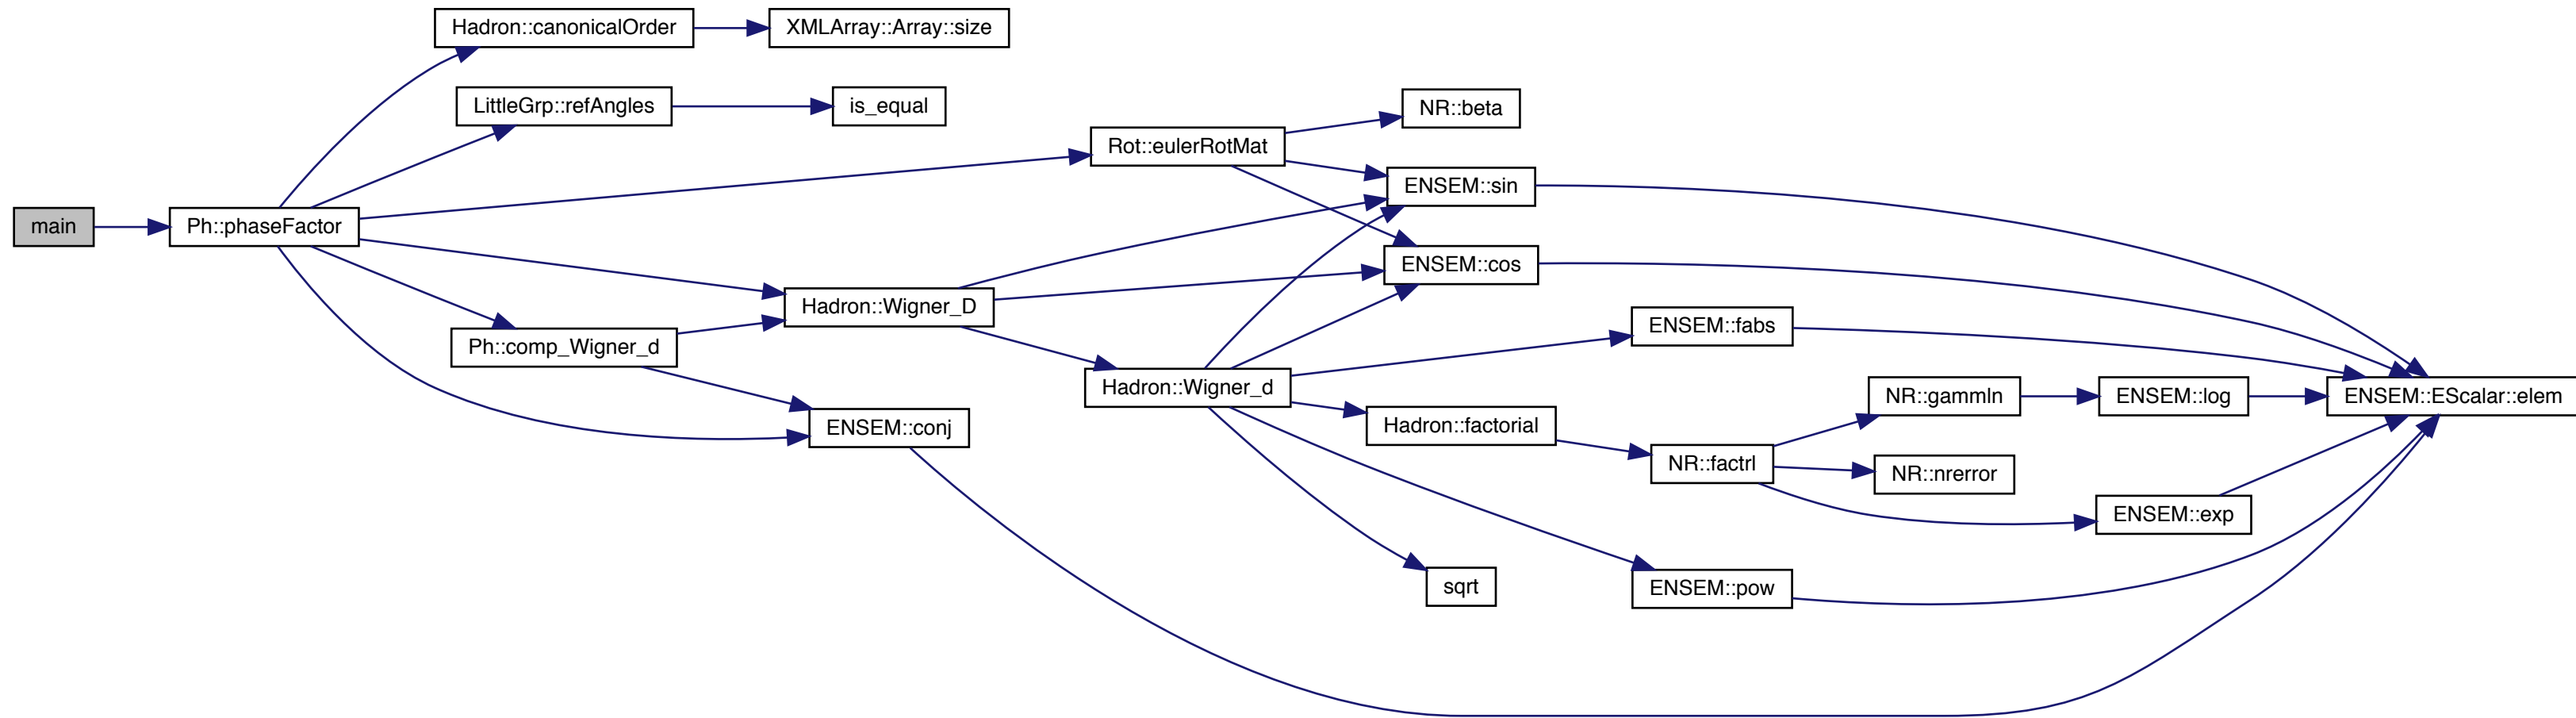 main
Ph::phaseFactor
Hadron::canonicalOrder
XMLArray::Array::size
LittleGrp::refAngles
is_equal
Rot::eulerRotMat
NR::beta
ENSEM::sin
ENSEM::cos
Hadron::Wigner_D
Ph::comp_Wigner_d
ENSEM::conj
Hadron::Wigner_d
ENSEM::fabs
Hadron::factorial
NR::factrl
NR::gammln
ENSEM::log
ENSEM::EScalar::elem
NR::nrerror
ENSEM::exp
ENSEM::pow
sqrt